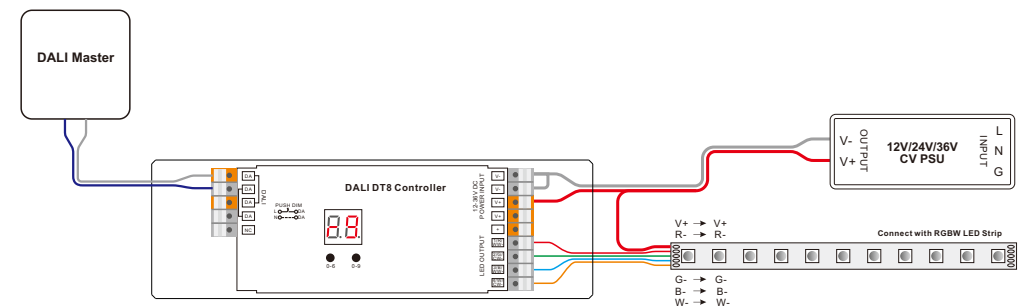 DALI Master
DA
DA
DA
DA
NC
DALI
PUSH DIM
L DA
N DA
DALI DT8 Controller
0-6 0-9
12-36V DC
POWER INPUT
V-
V-
V+
V+
+
LED OUTPUT
V-
V+
OUTPUT
12V/24V/36V
CV PSU
INPUT
L
N
G
V+ → V+
R- → R-
Connect with RGBW LED Strip
G- → G-
B- → B-
W- → W-